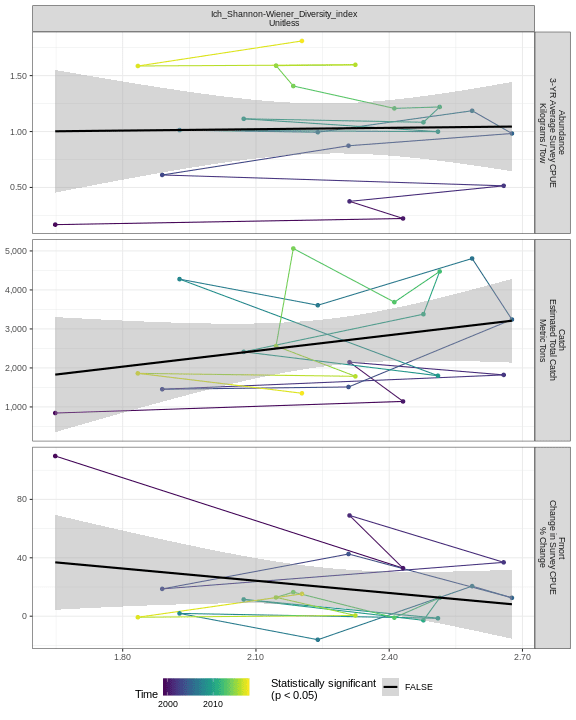 Ich_Shannon-Wiener_Diversity_index
Unitless
1.50
1.00
0.50
Abundance
3-YR Average Survey CPUE
Kilograms / Tow
5,000
4,000
3,000
2,000
1,000
Catch
Estimated Total Catch
Metric Tons
80
40
0
Fmort
Change in Survey CPUE
% Change
1.80
2.10
2.40
2.70
Time
2000
2010
Statistically significant
(p < 0.05)
FALSE